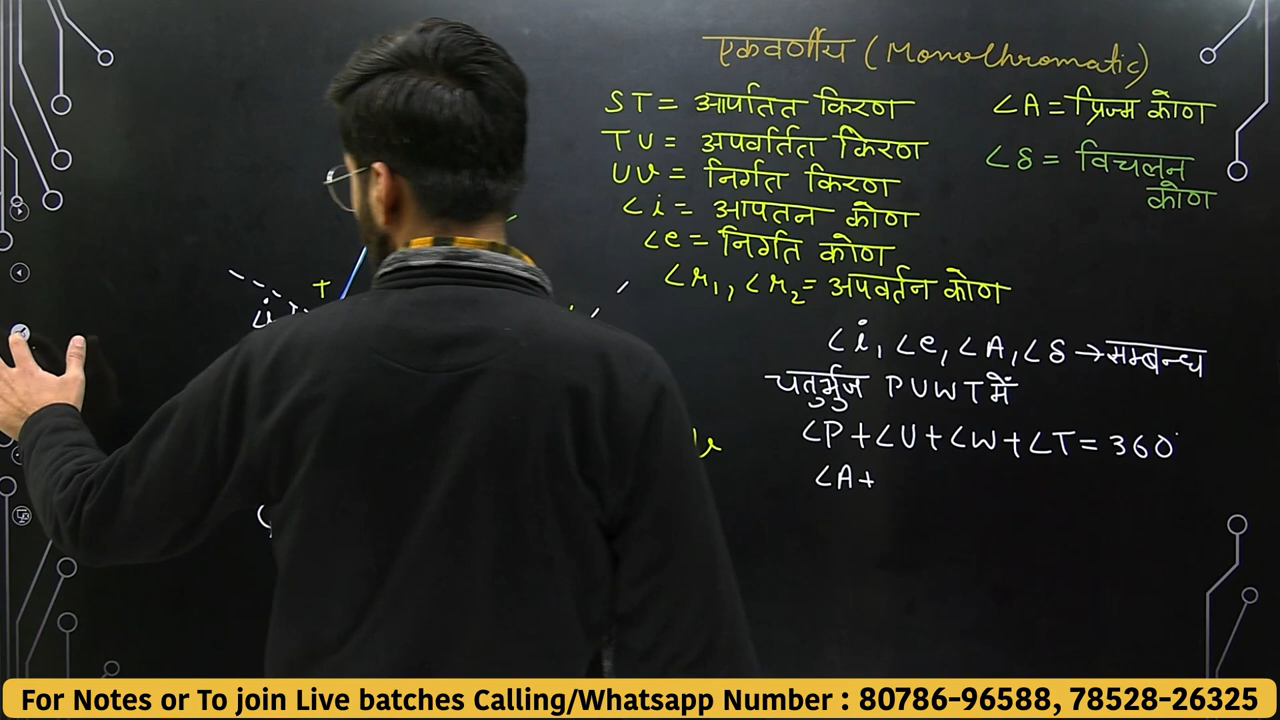 एकवर्णीय (Monochromatic)
ST = आपतित किरण
TU = अपवर्तित किरण
UV = निर्गत किरण
∠i = आपतन कोण
∠e = निर्गत कोण
∠r₁, ∠r₂ = अपवर्तन कोण
∠A = प्रिज्म कोण
∠δ = विचलन
कोण
∠i, ∠e, ∠A, ∠δ → सम्बन्ध
चतुर्भुज PUWT में
∠P + ∠U + ∠W + ∠T = 360°
∠A +
T
i
For Notes or To join Live batches Calling/Whatsapp Number : 80786-96588, 78528-26325